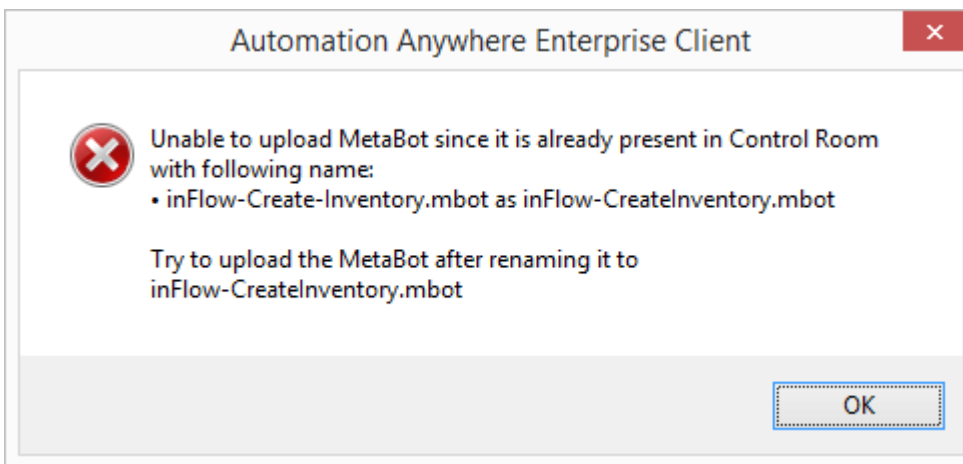 Automation Anywhere Enterprise Client
Unable to upload MetaBot since it is already present in Control Room
with following name:
• inFlow-Create-Inventory.mbot as inFlow-CreateInventory.mbot
Try to upload the MetaBot after renaming it to
inFlow-CreateInventory.mbot
OK